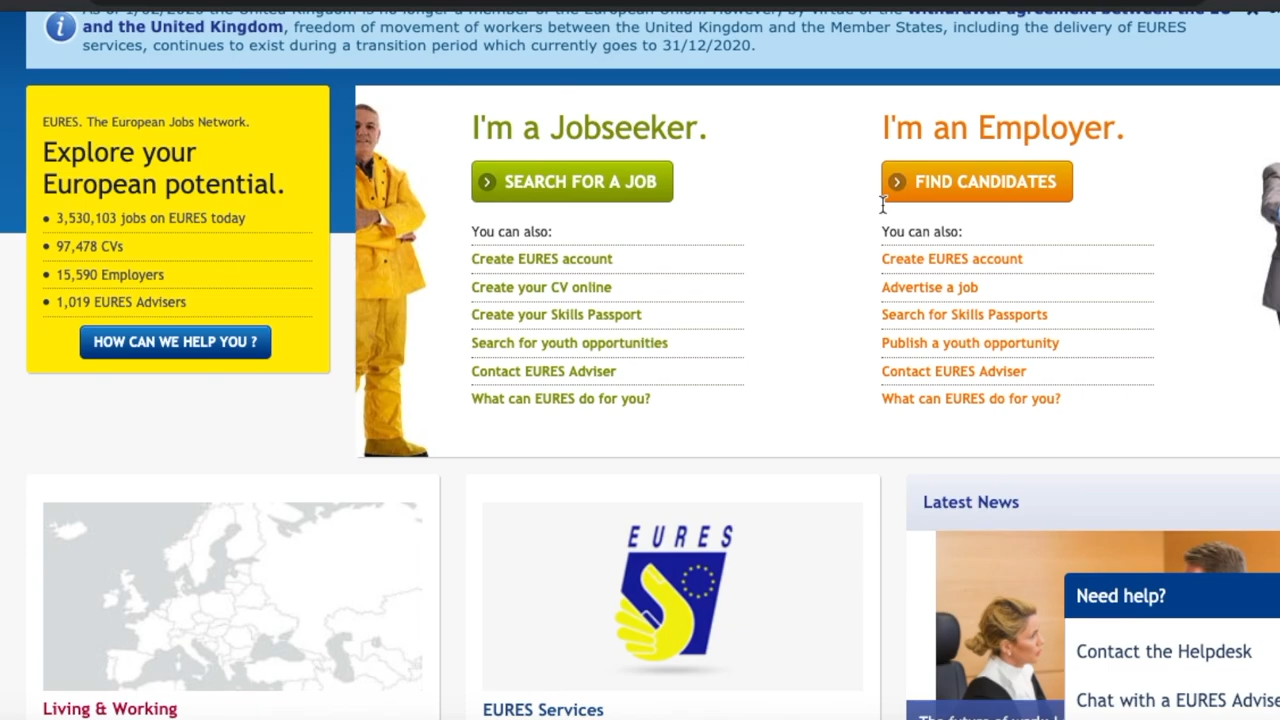 and the United Kingdom, freedom of movement of workers between the United Kingdom and the Member States, including the delivery of EURES
services, continues to exist during a transition period which currently goes to 31/12/2020.
EURES. The European Jobs Network.
Explore your
European potential.
3,530,103 jobs on EURES today
97,478 CVs
15,590 Employers
1,019 EURES Advisers
HOW CAN WE HELP YOU ?
I'm a Jobseeker.
SEARCH FOR A JOB
You can also:
Create EURES account
Create your CV online
Create your Skills Passport
Search for youth opportunities
Contact EURES Adviser
What can EURES do for you?
I'm an Employer.
FIND CANDIDATES
You can also:
Create EURES account
Advertise a job
Search for Skills Passports
Publish a youth opportunity
Contact EURES Adviser
What can EURES do for you?
Living & Working
EURES
EURES Services
Latest News
Need help?
Contact the Helpdesk
Chat with a EURES Advise